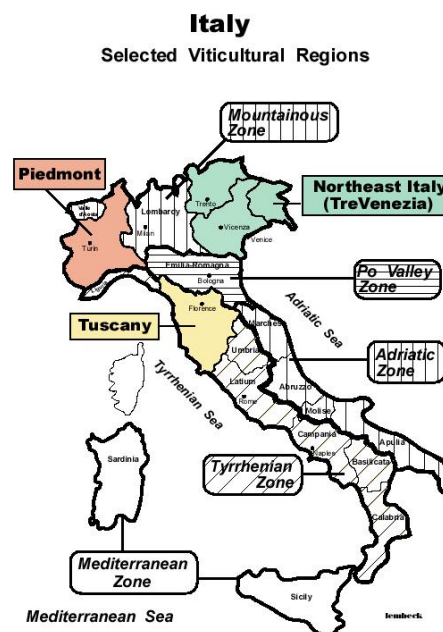 Italy
Selected Viticultural Regions
Mountainous
Zone
Piedmont
Northeast Italy
(TreVenezia)
Trento
Lombarcy
Vicenza
Venice
Milan
Turin
Emilia-Romagna
Bologna
Po Valley
Zone
Florence
Tuscany
Marches
Adriatic Sea
Umbria
Adriatic
Zone
Tyrrhenian Sea
Latium
Rome
Abruzzo
Molise
Campania
Naples
Apulia
Basilicata
Tyrrhenian
Zone
Sardinia
Calabria
Mediterranean
Zone
Sicily
Mediterranean Sea
lembeck